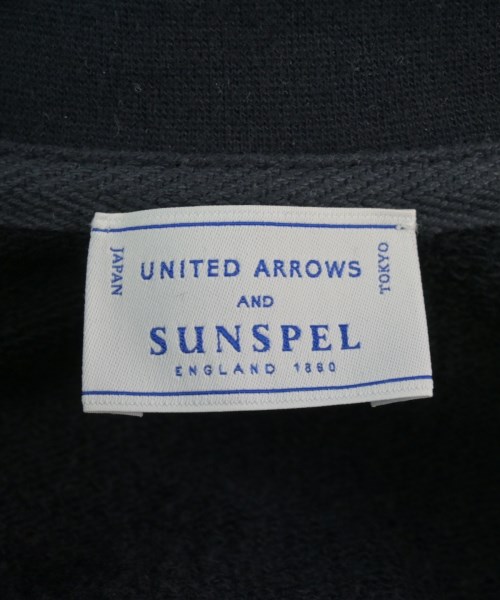 JAPAN
UNITED ARROWS
TOKYO
AND
SUNSPEL
ENGLAND 1860